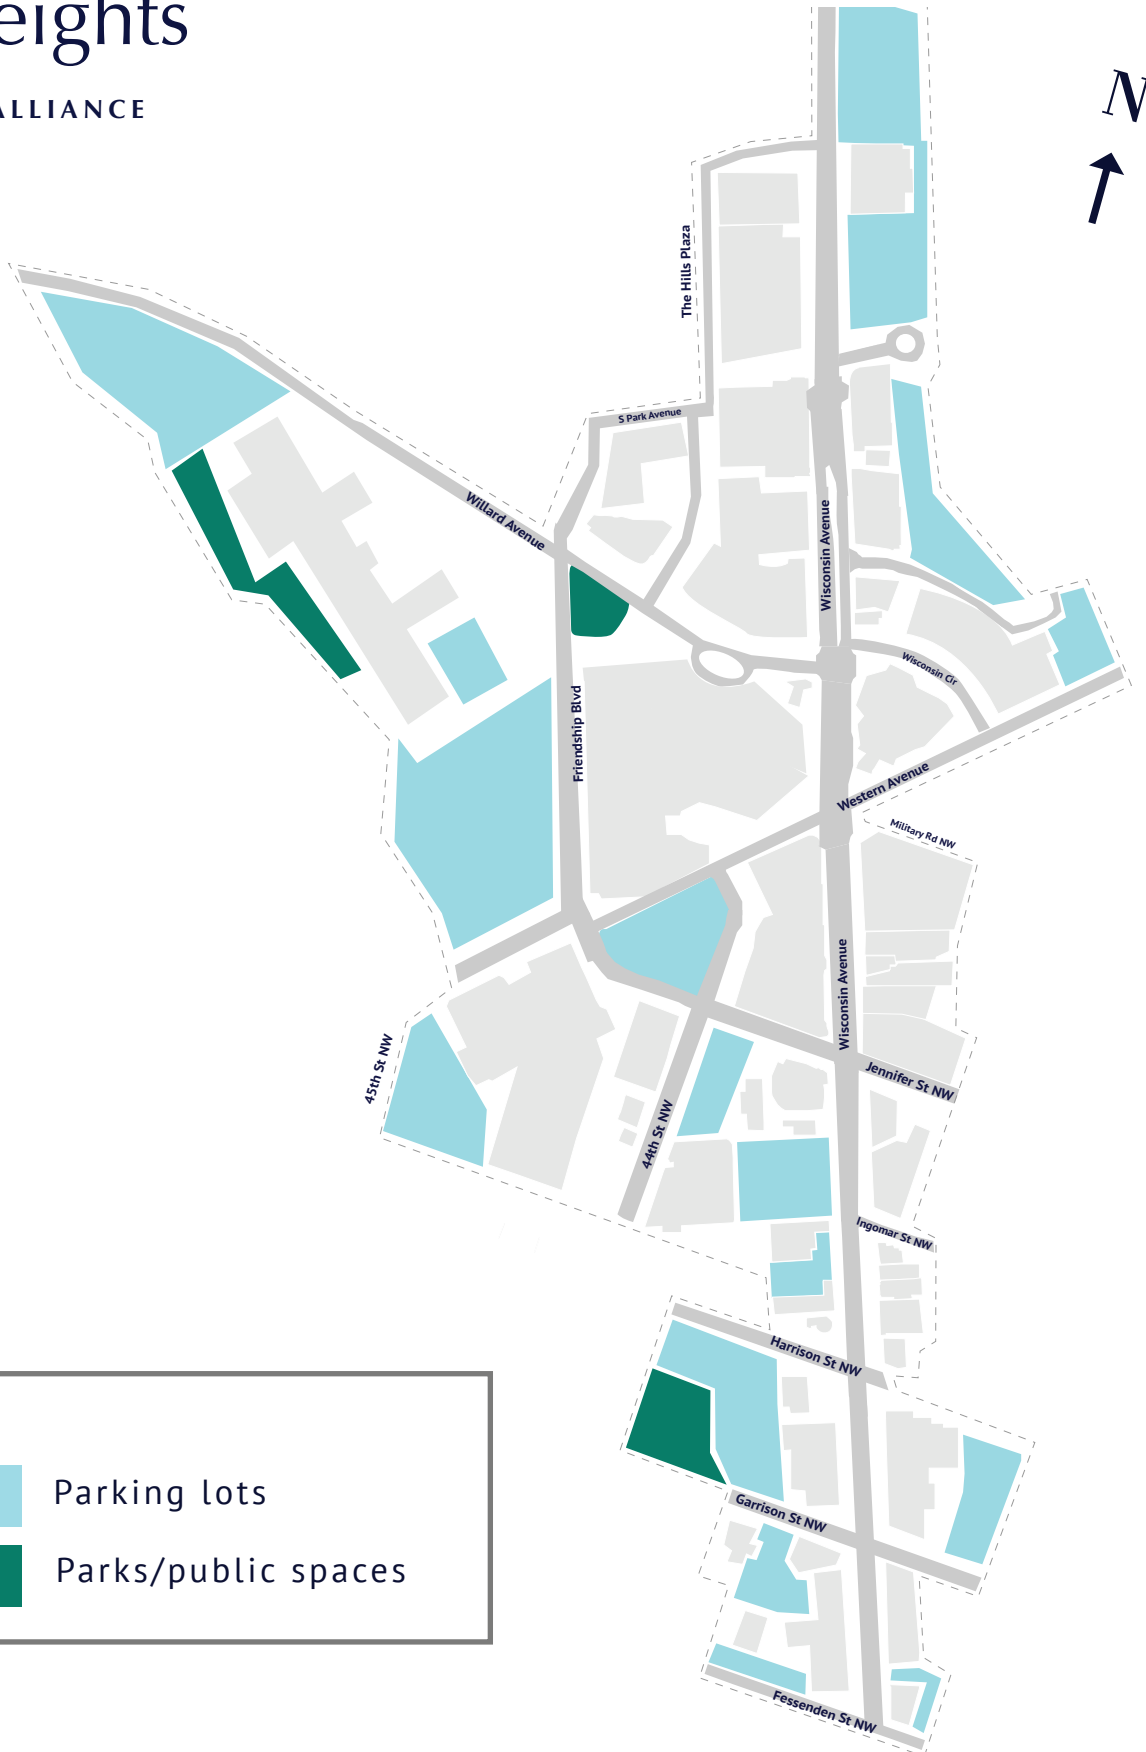 eights
ALLIANCE
N
The Hills Plaza
S Park Avenue
Willard Avenue
Wisconsin Avenue
Wisconsin Cir
Friendship Blvd
Western Avenue
Military Rd NW
Wisconsin Avenue
45th St NW
Jennifer St NW
44th St NW
Ingomar St NW
Harrison St NW
Garrison St NW
Fessenden St NW
Parking lots
Parks/public spaces